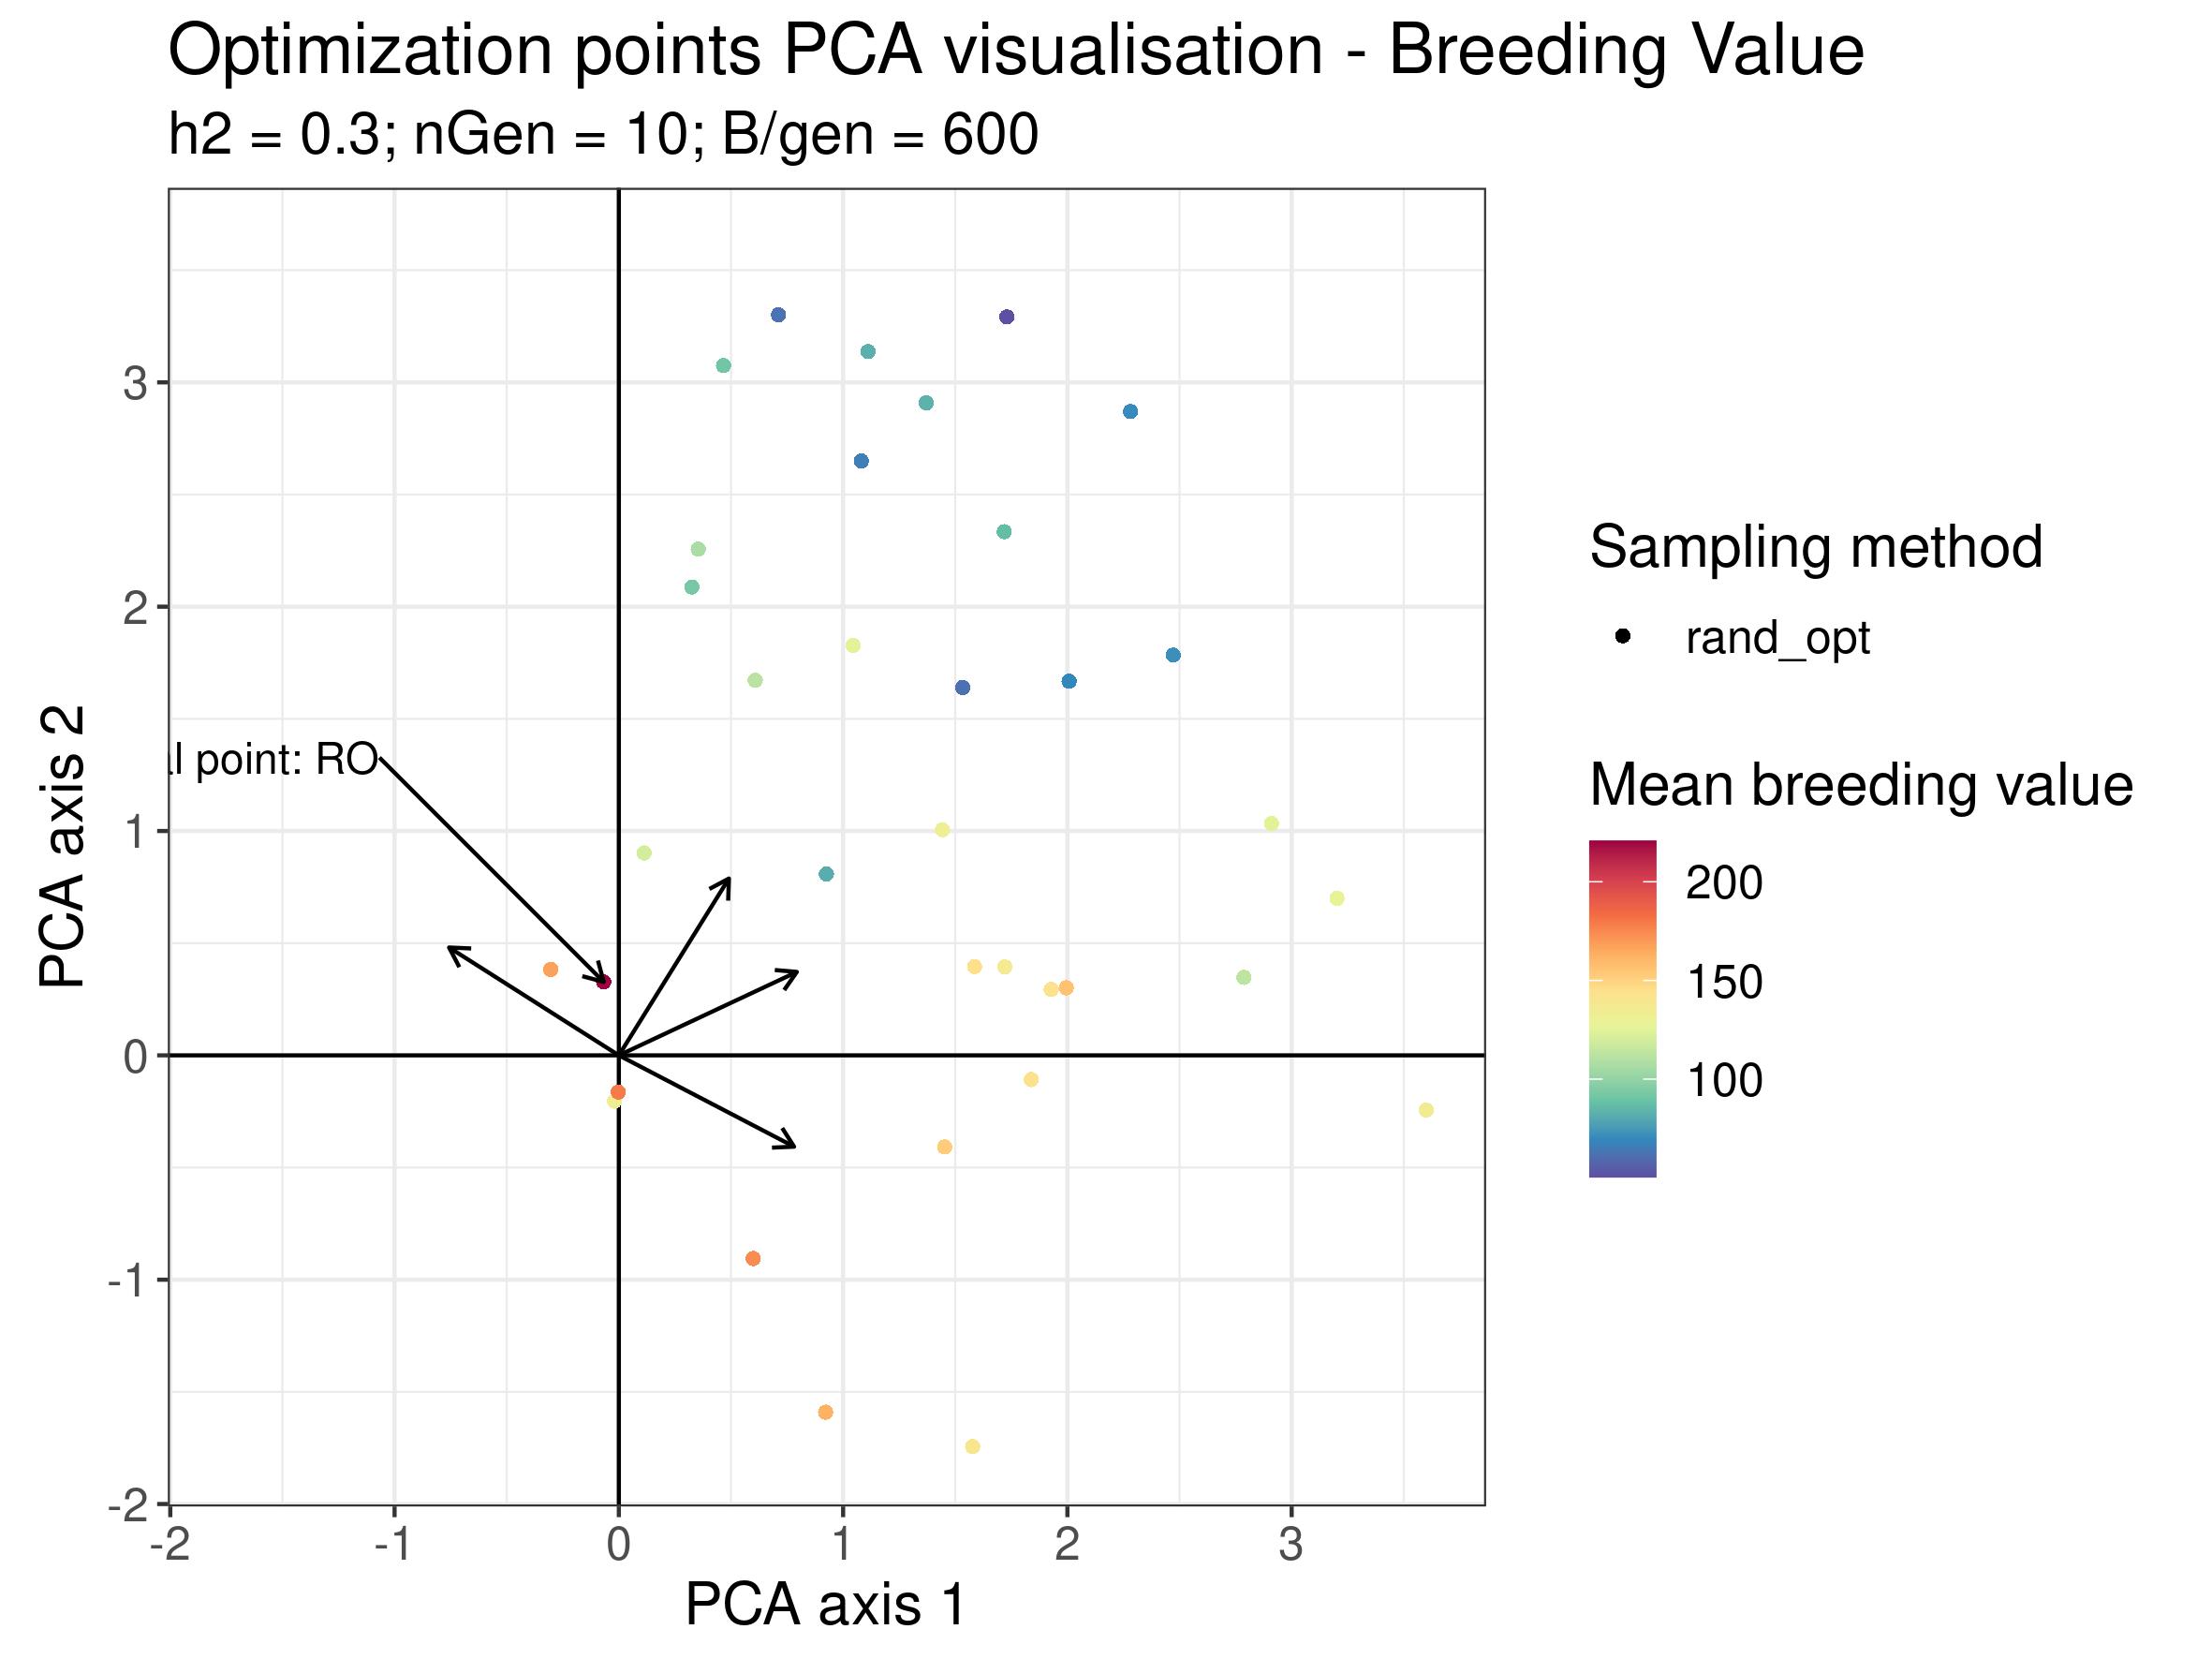 Optimization points PCA visualisation - Breeding Value
h2 = 0.3; nGen = 10; B/gen = 600
3
2
1
0
-1
-2
PCA axis 2
l point: RO
-2 -1 0 1 2 3
PCA axis 1
Sampling method
rand_opt
Mean breeding value
200
150
100